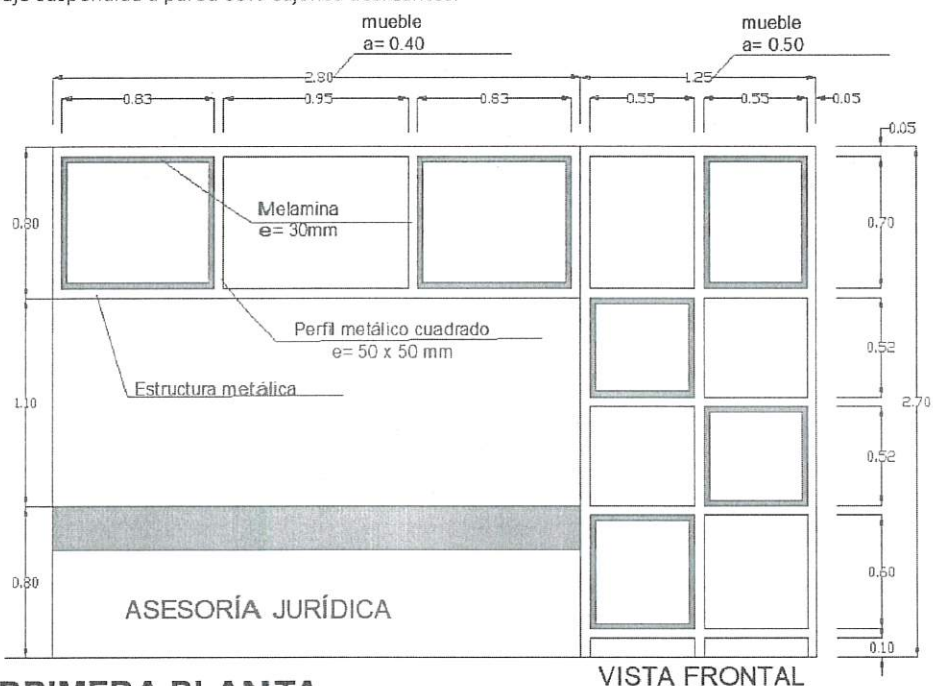 mueble
a= 0.40
mueble
a= 0.50
2.80
1.25
0.83
0.95
0.83
0.55
0.55
0.05
0.05
0.80
Melamina
e= 30mm
0.70
Perfil metálico cuadrado
e= 50 x 50 mm
0.52
Estructura metálica
1.10
2.70
0.52
0.80
0.60
ASESORÍA JURÍDICA
0.10
VISTA FRONTAL